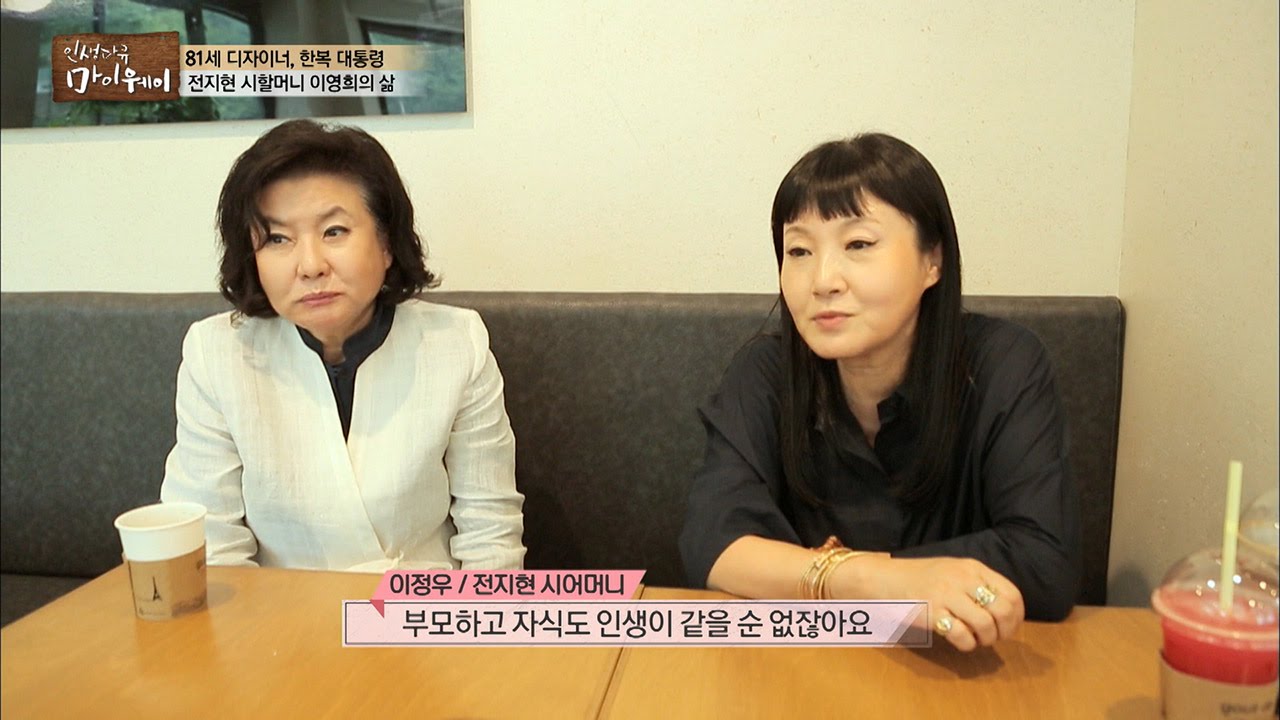 인생다큐
마이웨이
81세 디자이너, 한복 대통령
전지현 시할머니 이영희의 삶
이정우 / 전지현 시어머니
부모하고 자식도 인생이 같을 순 없잖아요